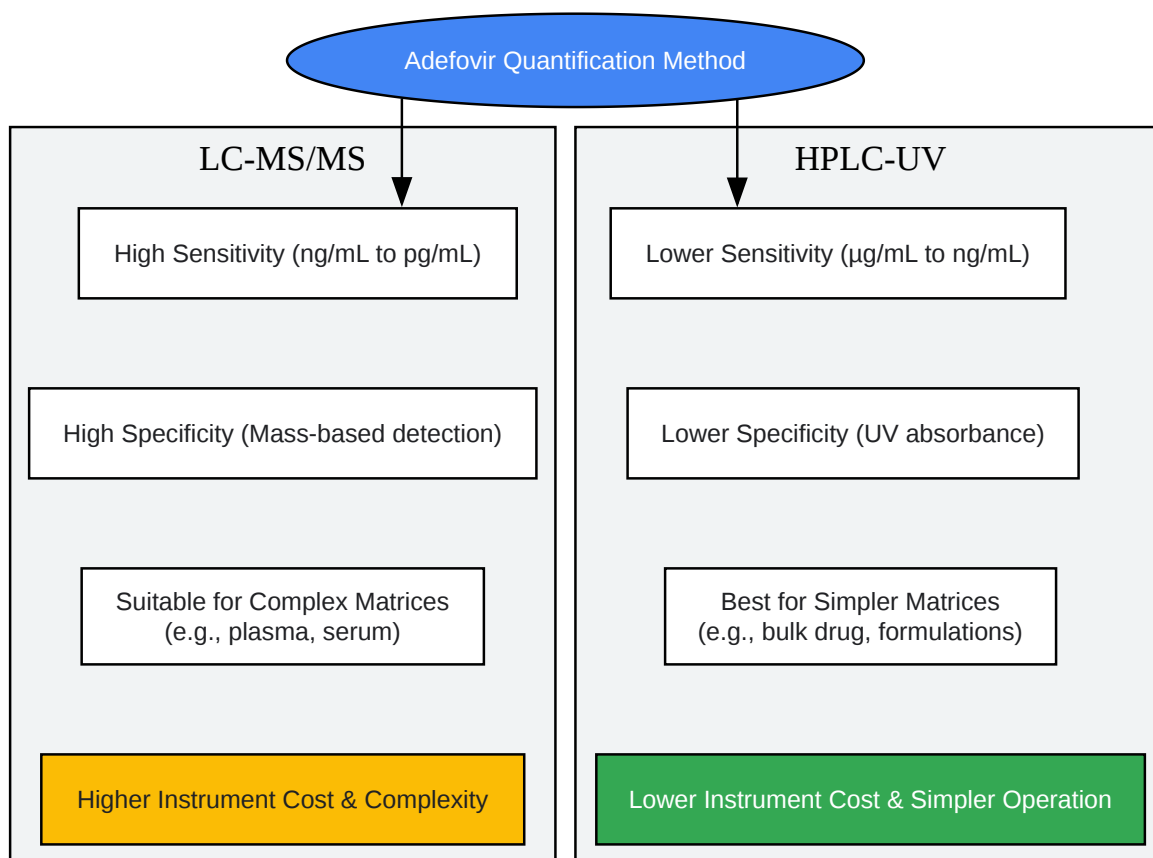 Adefovir Quantification Method
LC-MS/MS
High Sensitivity (ng/mL to pg/mL)
High Specificity (Mass-based detection)
Suitable for Complex Matrices
(e.g., plasma, serum)
Higher Instrument Cost & Complexity
HPLC-UV
Lower Sensitivity (µg/mL to ng/mL)
Lower Specificity (UV absorbance)
Best for Simpler Matrices
(e.g., bulk drug, formulations)
Lower Instrument Cost & Simpler Operation